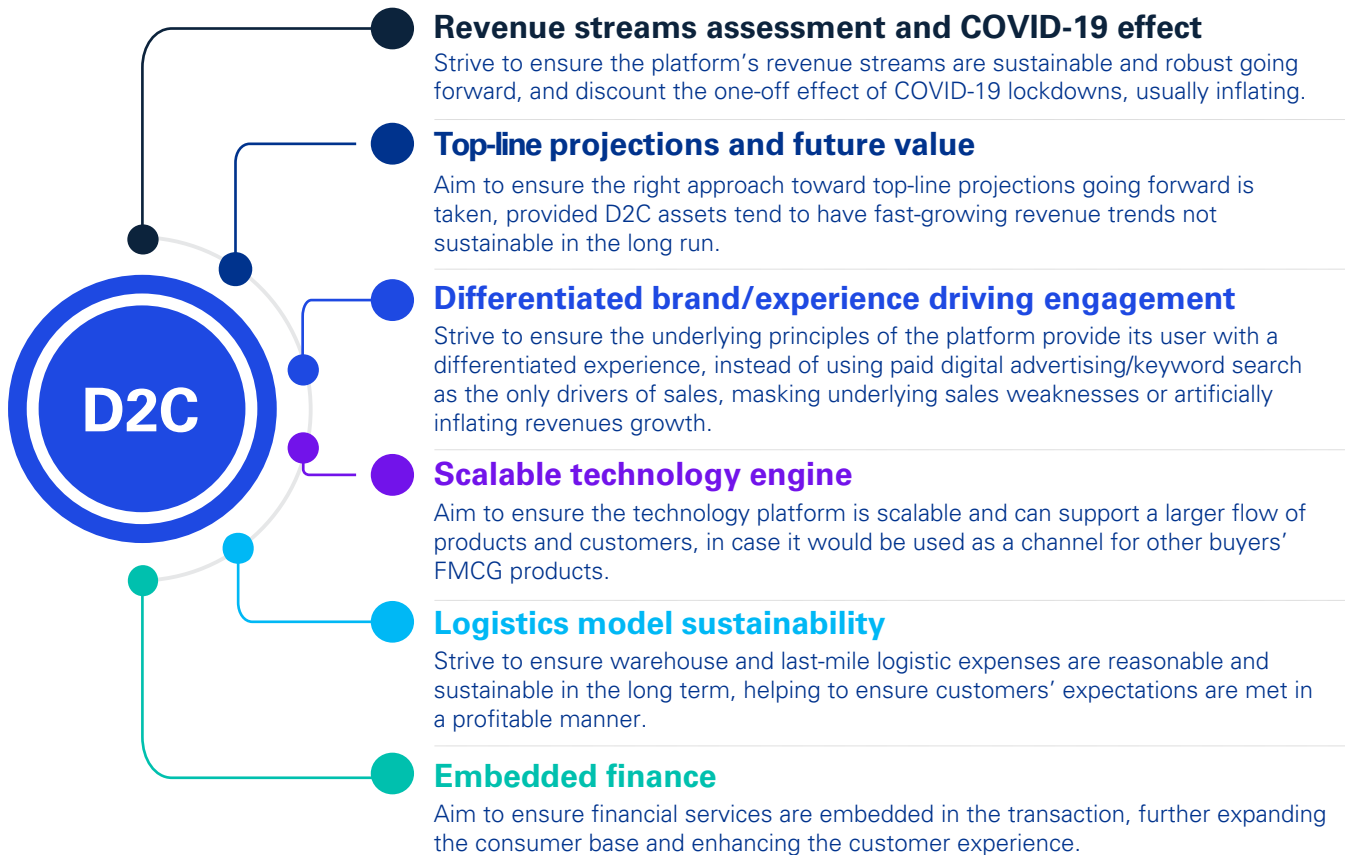 Revenue streams assessment and COVID-19 effect
Strive to ensure the platform’s revenue streams are sustainable and robust going
forward, and discount the one-off effect of COVID-19 lockdowns, usually inflating.
Top-line projections and future value
Aim to ensure the right approach toward top-line projections going forward is
taken, provided D2C assets tend to have fast-growing revenue trends not
sustainable in the long run.
Differentiated brand/experience driving engagement
Strive to ensure the underlying principles of the platform provide its user with a
differentiated experience, instead of using paid digital advertising/keyword search
as the only drivers of sales, masking underlying sales weaknesses or artificially
inflating revenues growth.
D2C
Scalable technology engine
Aim to ensure the technology platform is scalable and can support a larger flow of
products and customers, in case it would be used as a channel for other buyers’
FMCG products.
Logistics model sustainability
Strive to ensure warehouse and last-mile logistic expenses are reasonable and
sustainable in the long term, helping to ensure customers’ expectations are met in
a profitable manner.
Embedded finance
Aim to ensure financial services are embedded in the transaction, further expanding
the consumer base and enhancing the customer experience.